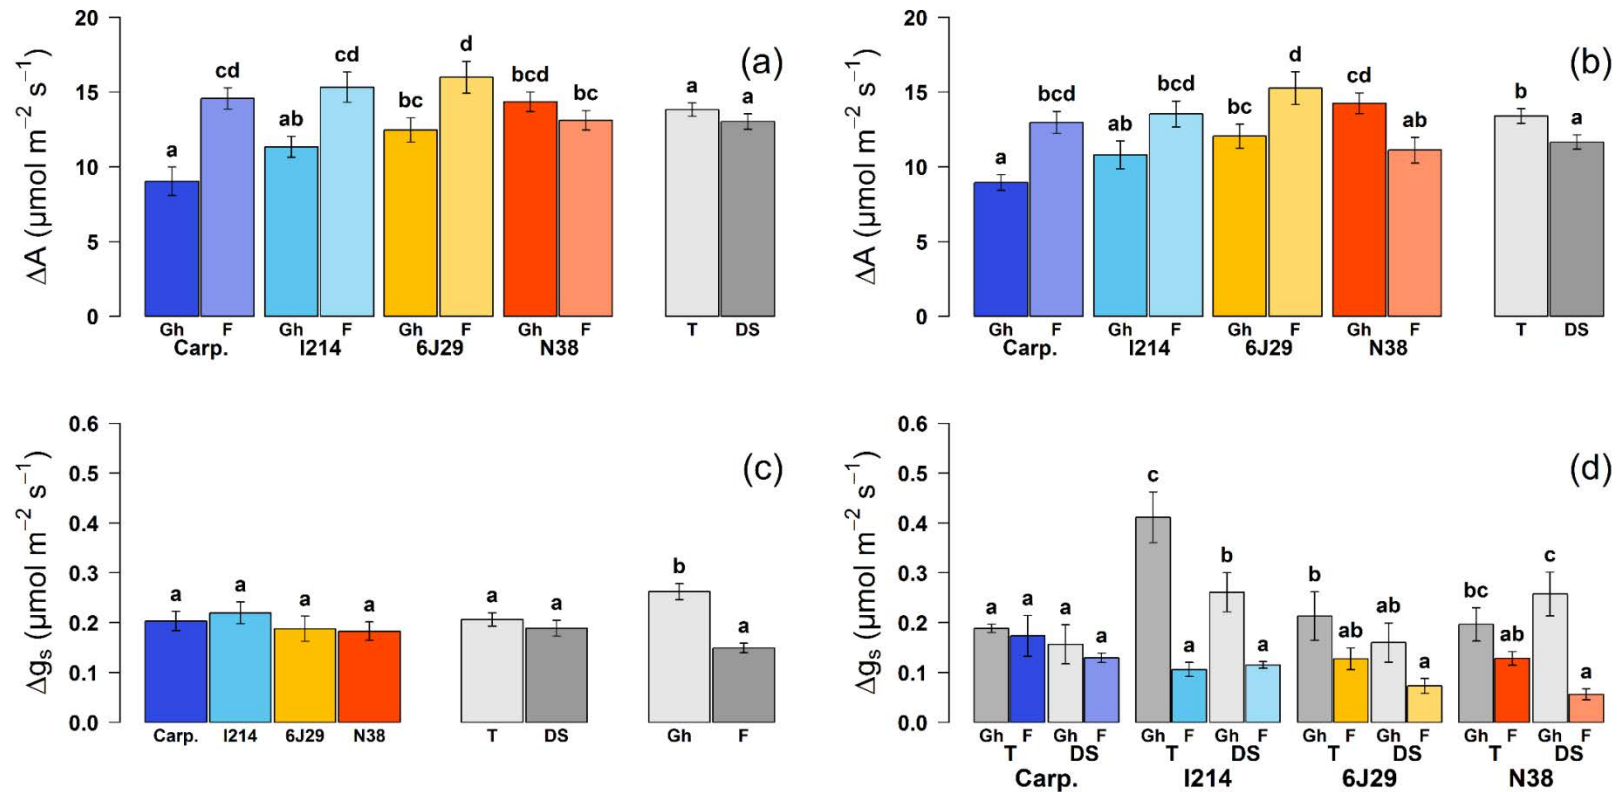 20
15
10
5
0
ΔA (μmol m⁻² s⁻¹)
a cd ab cd bc d bcd bc a a
(a)
Gh F Gh F Gh F Gh F T DS
Carp. I214 6J29 N38
20
15
10
5
0
ΔA (μmol m⁻² s⁻¹)
a bcd ab bcd bc d cd ab b a
(b)
Gh F Gh F Gh F Gh F T DS
Carp. I214 6J29 N38
0.6
0.5
0.4
0.3
0.2
0.1
0.0
Δgₛ (μmol m⁻² s⁻¹)
a a a a a a b a
(c)
Carp. I214 6J29 N38 T DS Gh F
0.6
0.5
0.4
0.3
0.2
0.1
0.0
Δgₛ (μmol m⁻² s⁻¹)
a a a a c a b a b ab ab a bc ab c a
(d)
Gh F Gh F Gh F Gh F Gh F Gh F Gh F Gh F
T DS T DS T DS T DS
Carp. I214 6J29 N38